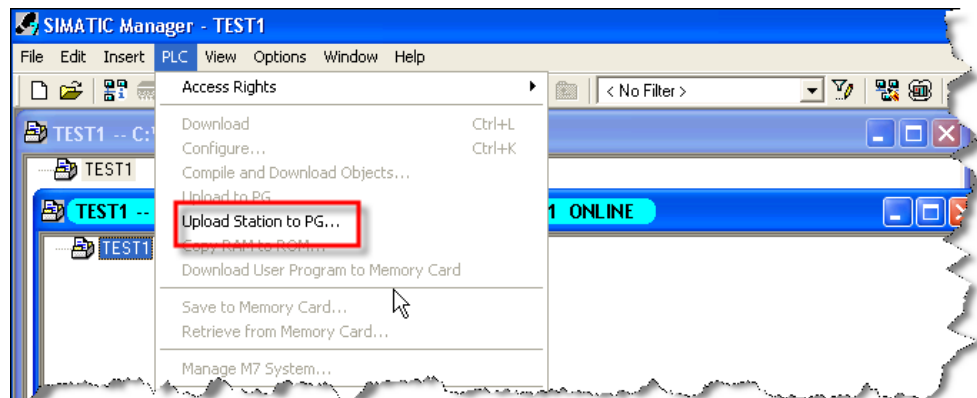 SIMATIC Manager - TEST1
File Edit Insert PLC View Options Window Help
Access Rights
< No Filter >
Download Ctrl+L
TEST1 -- C:\
Configure... Ctrl+K
TEST1
Compile and Download Objects...
Upload to PG
TEST1 -- 1 ONLINE
Upload Station to PG...
TEST1
Copy RAM to ROM...
Download User Program to Memory Card
Save to Memory Card...
Retrieve from Memory Card...
Manage M7 System...